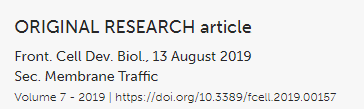 ORIGINAL RESEARCH article
Front. Cell Dev. Biol., 13 August 2019
Sec. Membrane Traffic
Volume 7 - 2019 | https://doi.org/10.3389/fcell.2019.00157